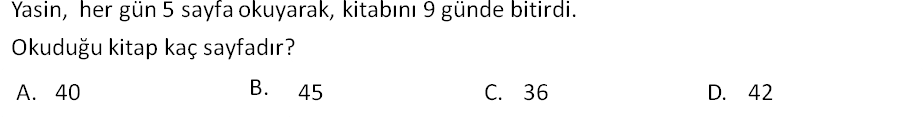 Yasin, her gün 5 sayfa okuyarak, kitabını 9 günde bitirdi.
Okuduğu kitap kaç sayfadır?
A. 40 B. 45 C. 36 D. 42